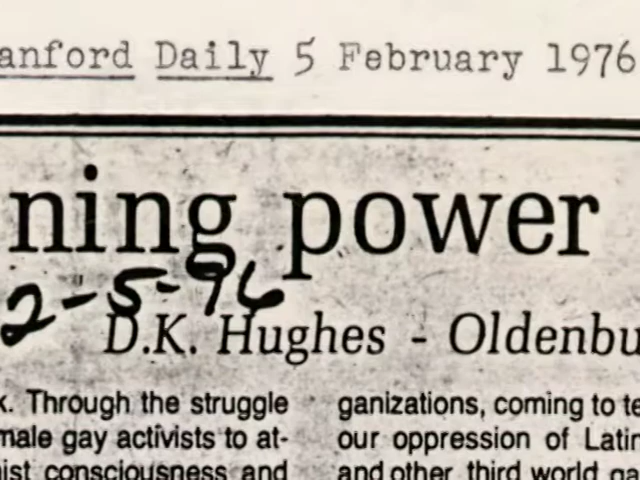 anford Daily 5 February 1976
ning power
2-5-76
D.K. Hughes - Oldenbu
k. Through the struggle
male gay activists to at-
ist consciousness and
ganizations, coming to te
our oppression of Latin
and other third world ga